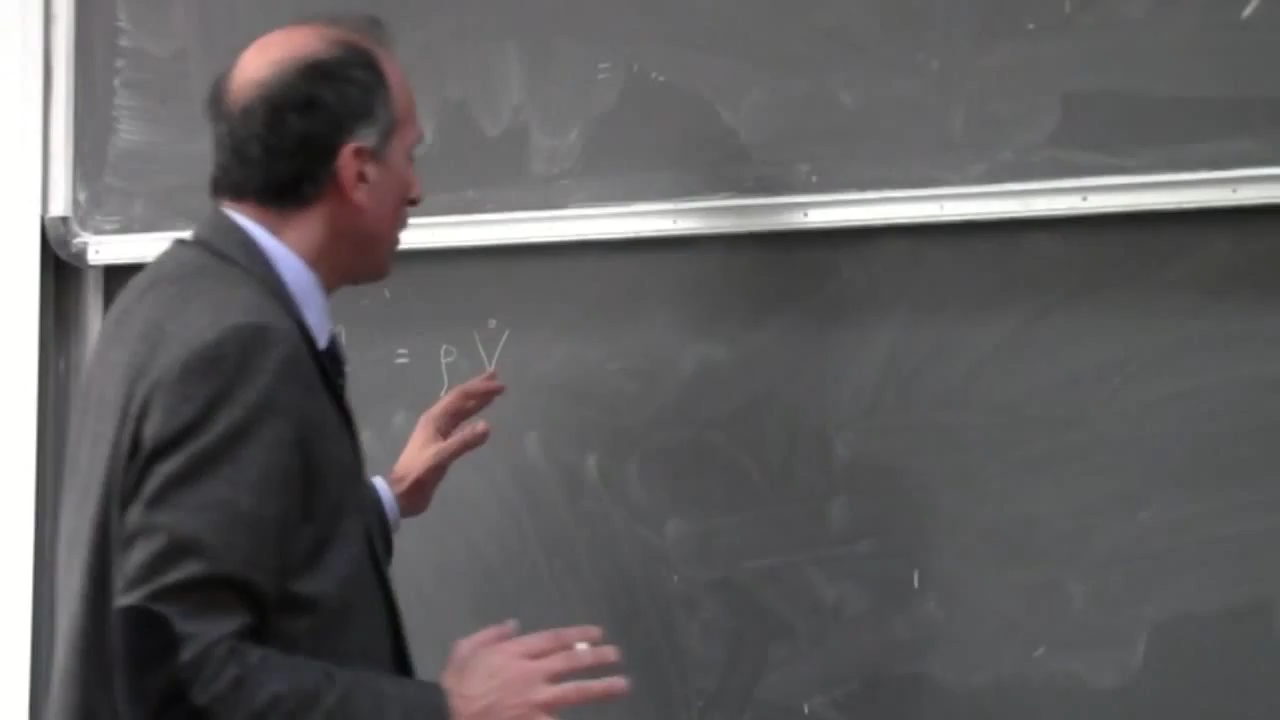 = ρ V̇